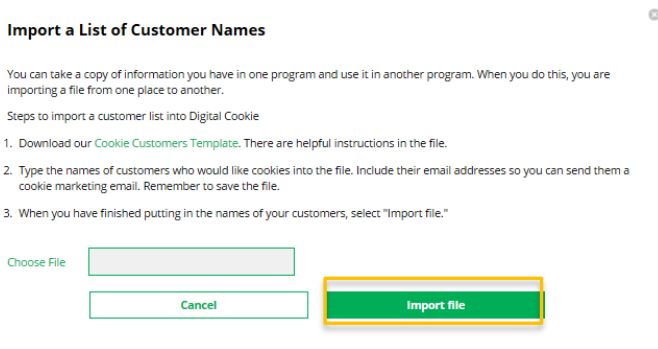 Import a List of Customer Names
You can take a copy of information you have in one program and use it in another program. When you do this, you are
importing a file from one place to another.
Steps to import a customer list into Digital Cookie
1. Download our Cookie Customers Template. There are helpful instructions in the file.
2. Type the names of customers who would like cookies into the file. Include their email addresses so you can send them a
cookie marketing email. Remember to save the file.
3. When you have finished putting in the names of your customers, select "Import file."
Choose File
Cancel
Import file